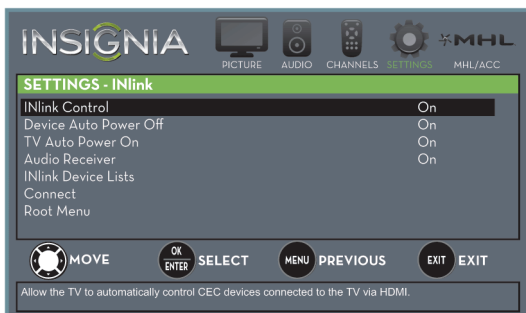 INSIGNIA
PICTURE AUDIO CHANNELS SETTINGS MHL/ACC
MHL
SETTINGS - INlink
INlink Control On
Device Auto Power Off On
TV Auto Power On On
Audio Receiver On
INlink Device Lists
Connect
Root Menu
MOVE OK ENTER SELECT MENU PREVIOUS EXIT EXIT
Allow the TV to automatically control CEC devices connected to the TV via HDMI.